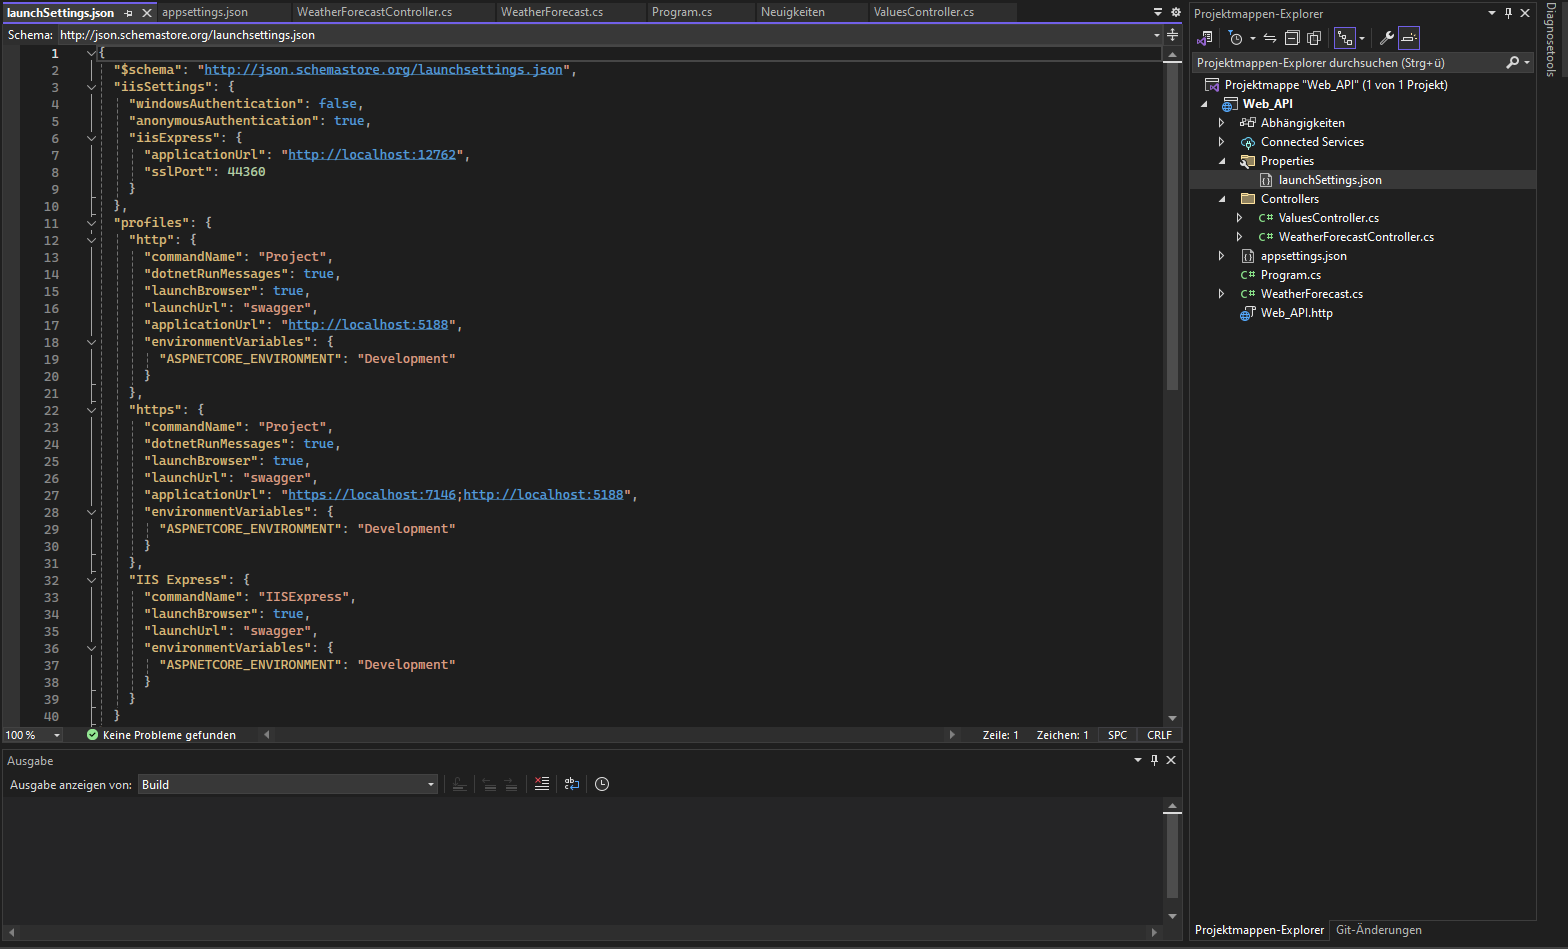 launchSettings.json
appsettings.json
WeatherForecastController.cs
WeatherForecast.cs
Program.cs
Neuigkeiten
ValuesController.cs
Schema: http://json.schemastore.org/launchsettings.json
1 {
2 "$schema": "http://json.schemastore.org/launchsettings.json",
3 "iisSettings": {
4 "windowsAuthentication": false,
5 "anonymousAuthentication": true,
6 "iisExpress": {
7 "applicationUrl": "http://localhost:12762",
8 "sslPort": 44360
9 }
10 },
11 "profiles": {
12 "http": {
13 "commandName": "Project",
14 "dotnetRunMessages": true,
15 "launchBrowser": true,
16 "launchUrl": "swagger",
17 "applicationUrl": "http://localhost:5188",
18 "environmentVariables": {
19 "ASPNETCORE_ENVIRONMENT": "Development"
20 }
21 },
22 "https": {
23 "commandName": "Project",
24 "dotnetRunMessages": true,
25 "launchBrowser": true,
26 "launchUrl": "swagger",
27 "applicationUrl": "https://localhost:7146;http://localhost:5188",
28 "environmentVariables": {
29 "ASPNETCORE_ENVIRONMENT": "Development"
30 }
31 },
32 "IIS Express": {
33 "commandName": "IISExpress",
34 "launchBrowser": true,
35 "launchUrl": "swagger",
36 "environmentVariables": {
37 "ASPNETCORE_ENVIRONMENT": "Development"
38 }
39 }
40 }
100 %
Keine Probleme gefunden
Zeile: 1
Zeichen: 1
SPC
CRLF
Ausgabe
Ausgabe anzeigen von: Build
Projektmappen-Explorer
Projektmappen-Explorer durchsuchen (Strg+ü)
Projektmappe "Web_API" (1 von 1 Projekt)
Web_API
Abhängigkeiten
Connected Services
Properties
launchSettings.json
Controllers
C# ValuesController.cs
C# WeatherForecastController.cs
appsettings.json
C# Program.cs
C# WeatherForecast.cs
Web_API.http
Projektmappen-Explorer
Git-Änderungen
Diagnosetools